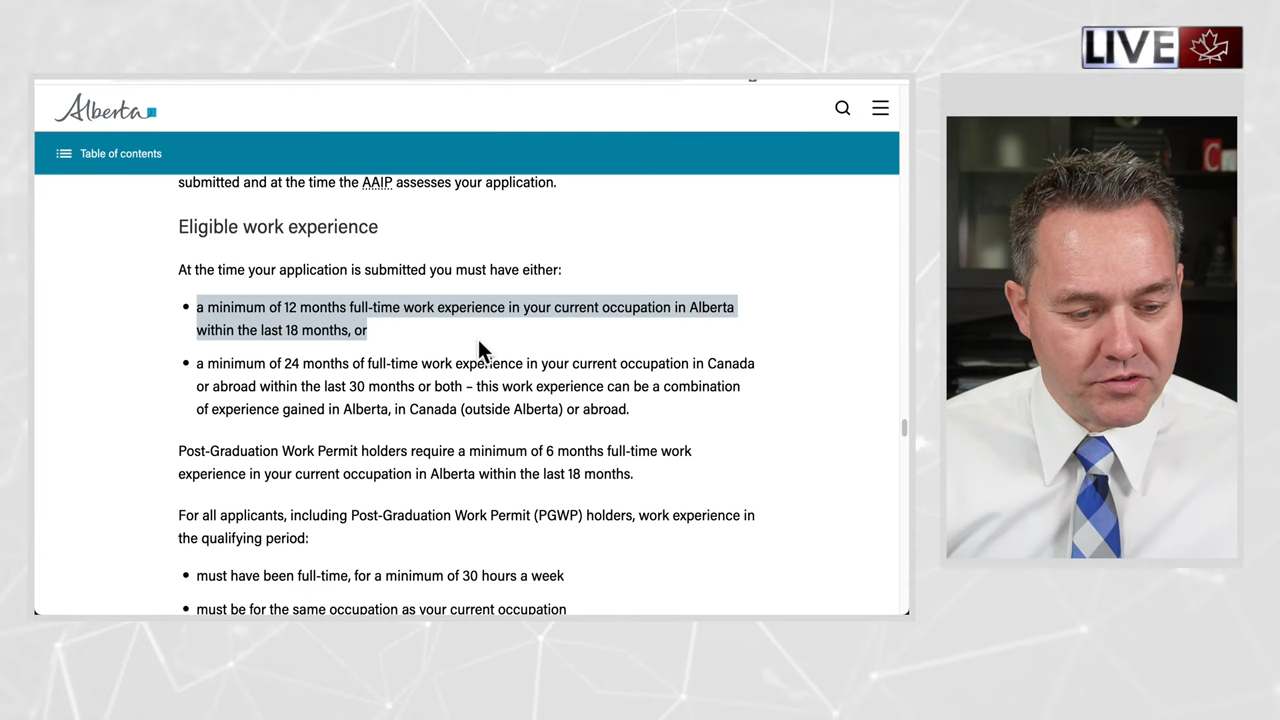 LIVE
Alberta
Table of contents
submitted and at the time the AAIP assesses your application.
Eligible work experience
At the time your application is submitted you must have either:
• a minimum of 12 months full-time work experience in your current occupation in Alberta
within the last 18 months, or
• a minimum of 24 months of full-time work experience in your current occupation in Canada
or abroad within the last 30 months or both – this work experience can be a combination
of experience gained in Alberta, in Canada (outside Alberta) or abroad.
Post-Graduation Work Permit holders require a minimum of 6 months full-time work
experience in your current occupation in Alberta within the last 18 months.
For all applicants, including Post-Graduation Work Permit (PGWP) holders, work experience in
the qualifying period:
• must have been full-time, for a minimum of 30 hours a week
• must be for the same occupation as your current occupation
C